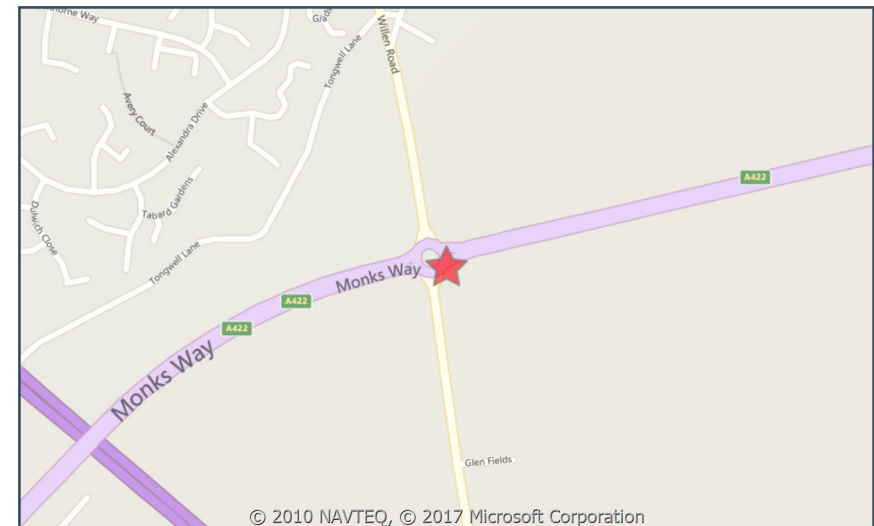 Grads
Willen Road
Tongwell Lane
Avery Court
Alexandra Drive
A422
Tabard Gardens
Dulwich Close
Tongwell Lane
Monks Way
A422
A422
Monks Way
Glen Fields
© 2010 NAVTEQ, © 2017 Microsoft Corporation